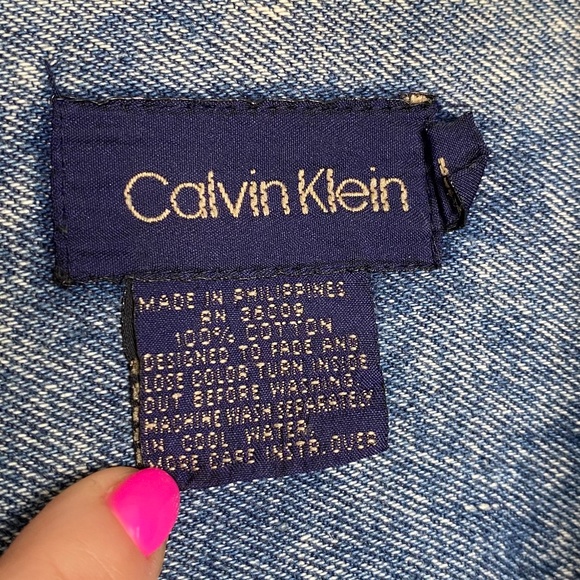 Calvin Klein
MADE IN PHILIPPINES
RN 36009
100% COTTON
DESIGNED TO FADE AND
LOSE COLOR TURN INSIDE
OUT BEFORE WASHING
MACHINE WASH SEPARATELY
IN COOL WATER
MORE CARE INSTR. OVER